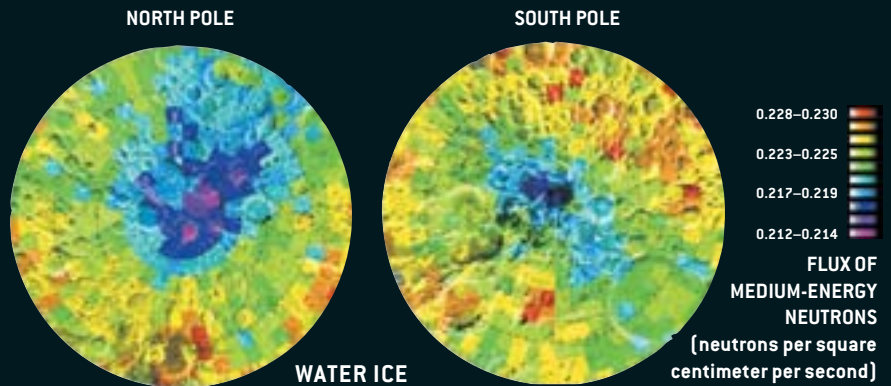 NORTH POLE
SOUTH POLE
0.228–0.230
0.223–0.225
0.217–0.219
0.212–0.214
FLUX OF
MEDIUM-ENERGY
NEUTRONS
(neutrons per square
centimeter per second)
WATER ICE